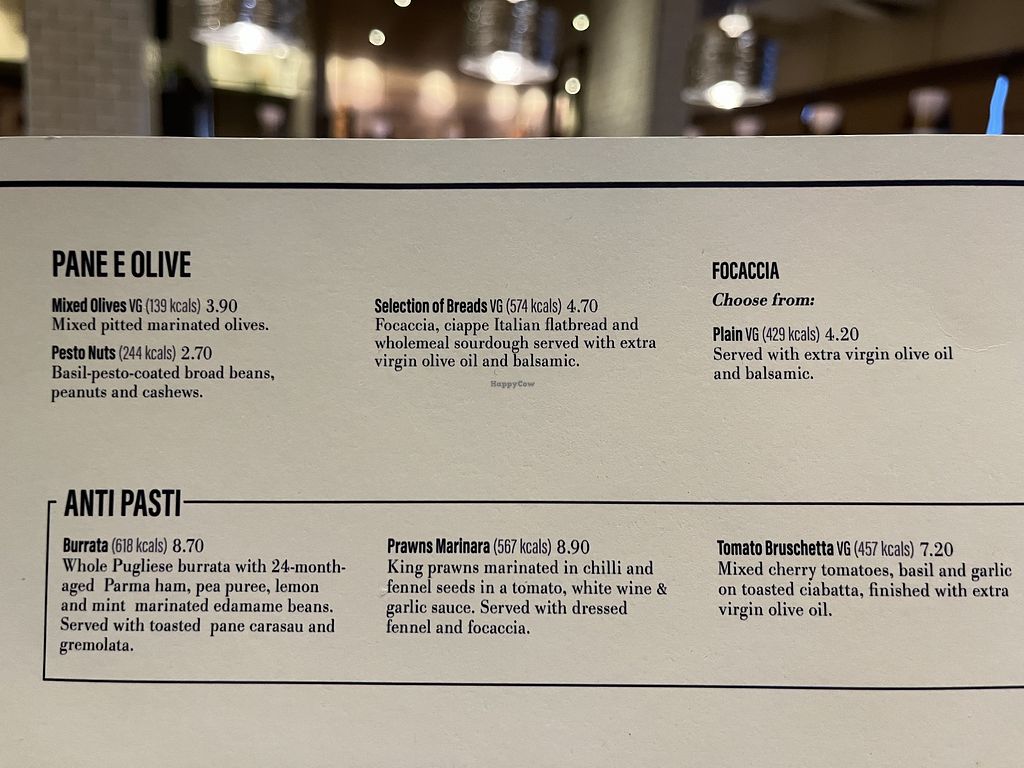 PANE E OLIVE
Mixed Olives VG (139 kcals) 3.90
Mixed pitted marinated olives.
Pesto Nuts (244 kcals) 2.70
Basil-pesto-coated broad beans,
peanuts and cashews.
Selection of Breads VG (574 kcals) 4.70
Focaccia, ciappe Italian flatbread and
wholemeal sourdough served with extra
virgin olive oil and balsamic.
HappyCow
FOCACCIA
Choose from:
Plain VG (429 kcals) 4.20
Served with extra virgin olive oil
and balsamic.
ANTI PASTI
Burrata (618 kcals) 8.70
Whole Pugliese burrata with 24-month-
aged Parma ham, pea puree, lemon
and mint marinated edamame beans.
Served with toasted pane carasau and
gremolata.
Prawns Marinara (567 kcals) 8.90
King prawns marinated in chilli and
fennel seeds in a tomato, white wine &
garlic sauce. Served with dressed
fennel and focaccia.
Tomato Bruschetta VG (457 kcals) 7.20
Mixed cherry tomatoes, basil and garlic
on toasted ciabatta, finished with extra
virgin olive oil.